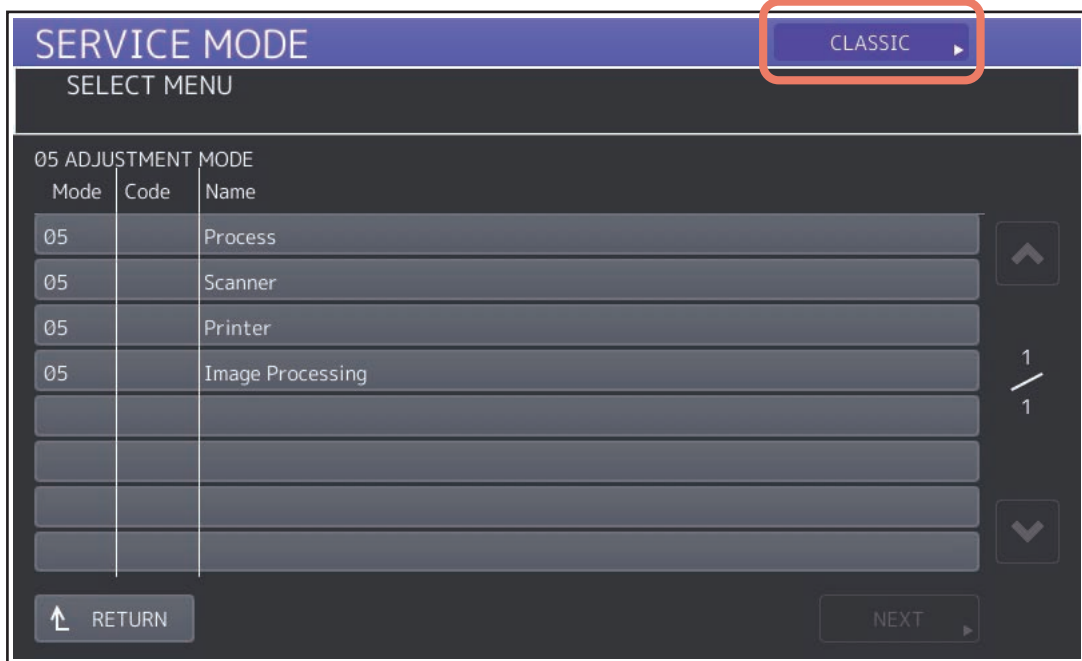 SERVICE MODE CLASSIC
SELECT MENU
05 ADJUSTMENT MODE
Mode Code Name
05 Process
05 Scanner
05 Printer
05 Image Processing
1
1
RETURN NEXT